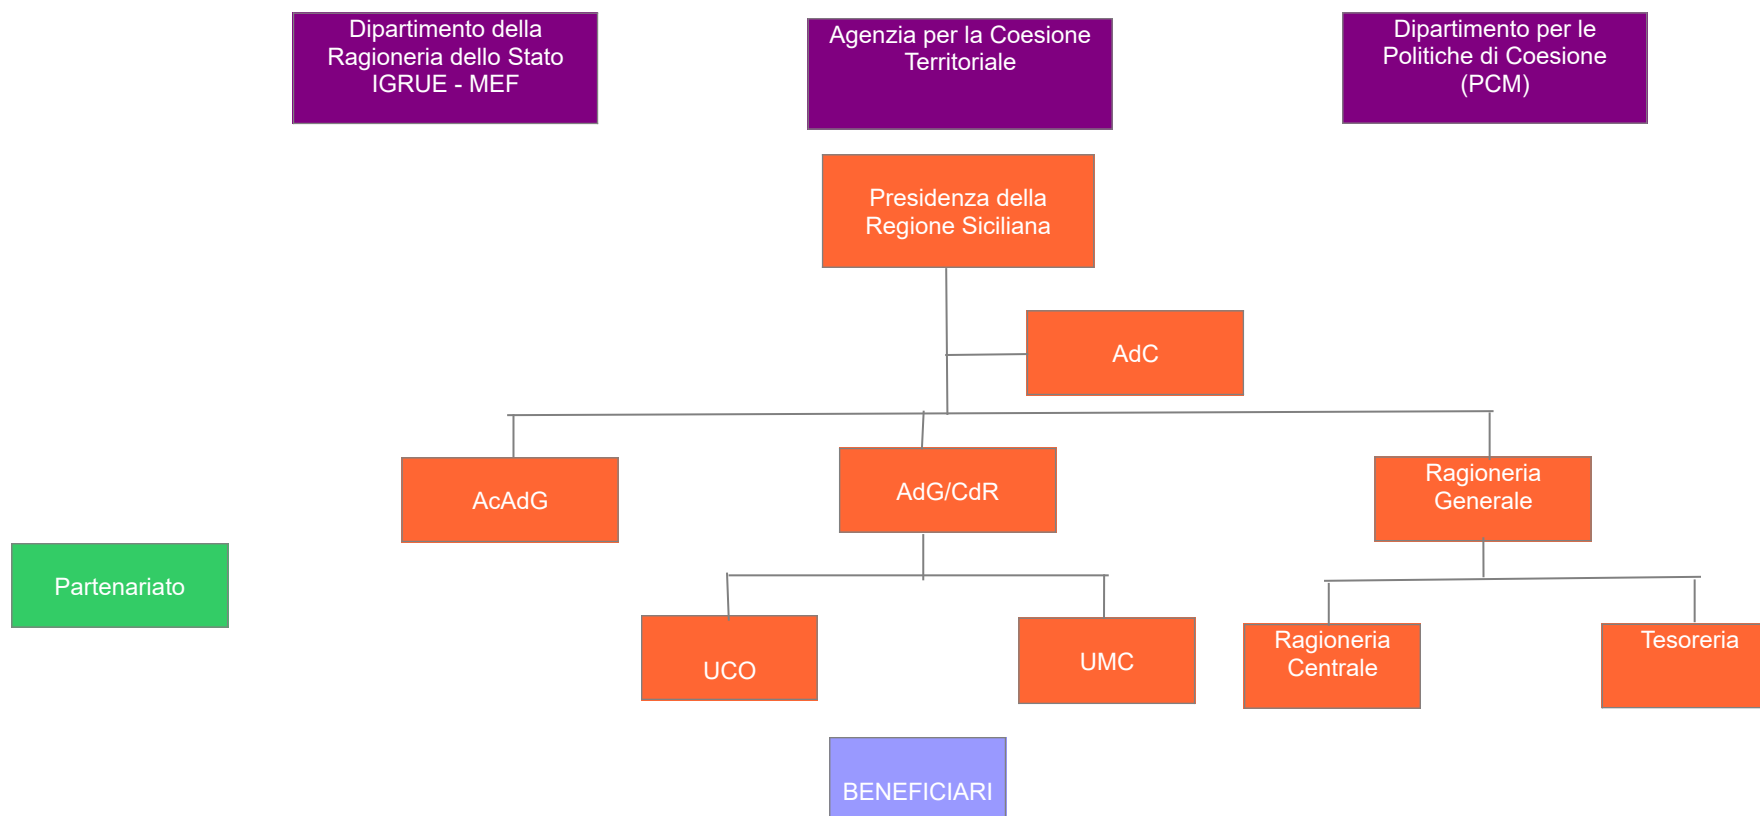 Dipartimento della
Ragioneria dello Stato
IGRUE - MEF
Agenzia per la Coesione
Territoriale
Dipartimento per le
Politiche di Coesione
(PCM)
Presidenza della
Regione Siciliana
AdC
AcAdG
AdG/CdR
Ragioneria
Generale
Partenariato
UCO
UMC
Ragioneria
Centrale
Tesoreria
BENEFICIARI